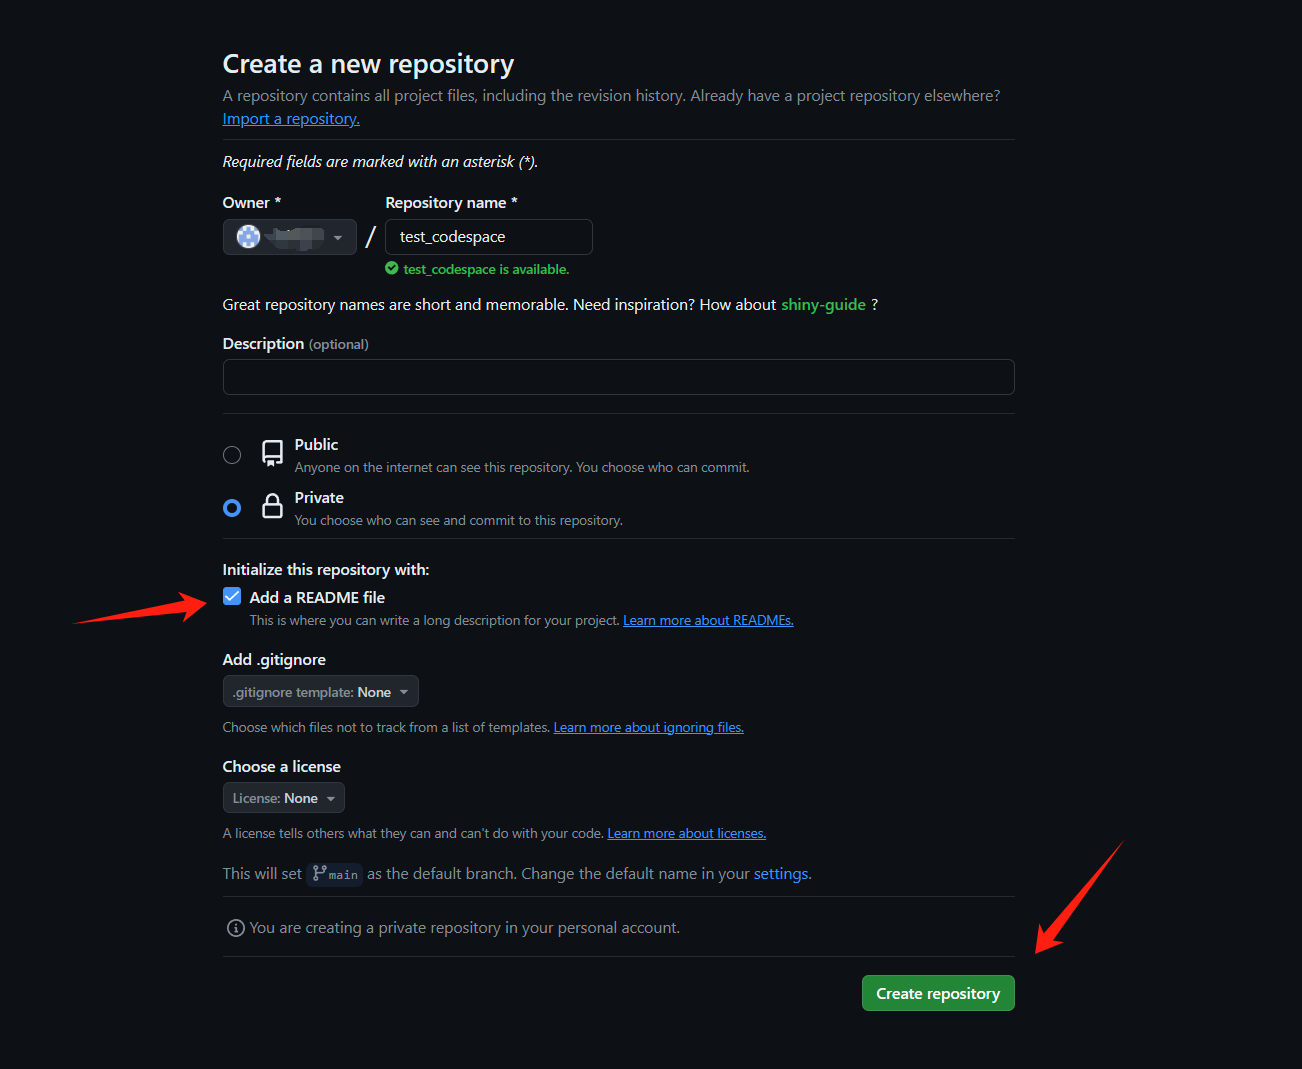 Create a new repository
A repository contains all project files, including the revision history. Already have a project repository elsewhere?
Import a repository.
Required fields are marked with an asterisk (*).
Owner *
Repository name *
/
test_codespace
test_codespace is available.
Great repository names are short and memorable. Need inspiration? How about shiny-guide ?
Description (optional)
Public
Anyone on the internet can see this repository. You choose who can commit.
Private
You choose who can see and commit to this repository.
Initialize this repository with:
Add a README file
This is where you can write a long description for your project. Learn more about READMEs.
Add .gitignore
.gitignore template: None
Choose which files not to track from a list of templates. Learn more about ignoring files.
Choose a license
License: None
A license tells others what they can and can't do with your code. Learn more about licenses.
This will set main as the default branch. Change the default name in your settings.
You are creating a private repository in your personal account.
Create repository